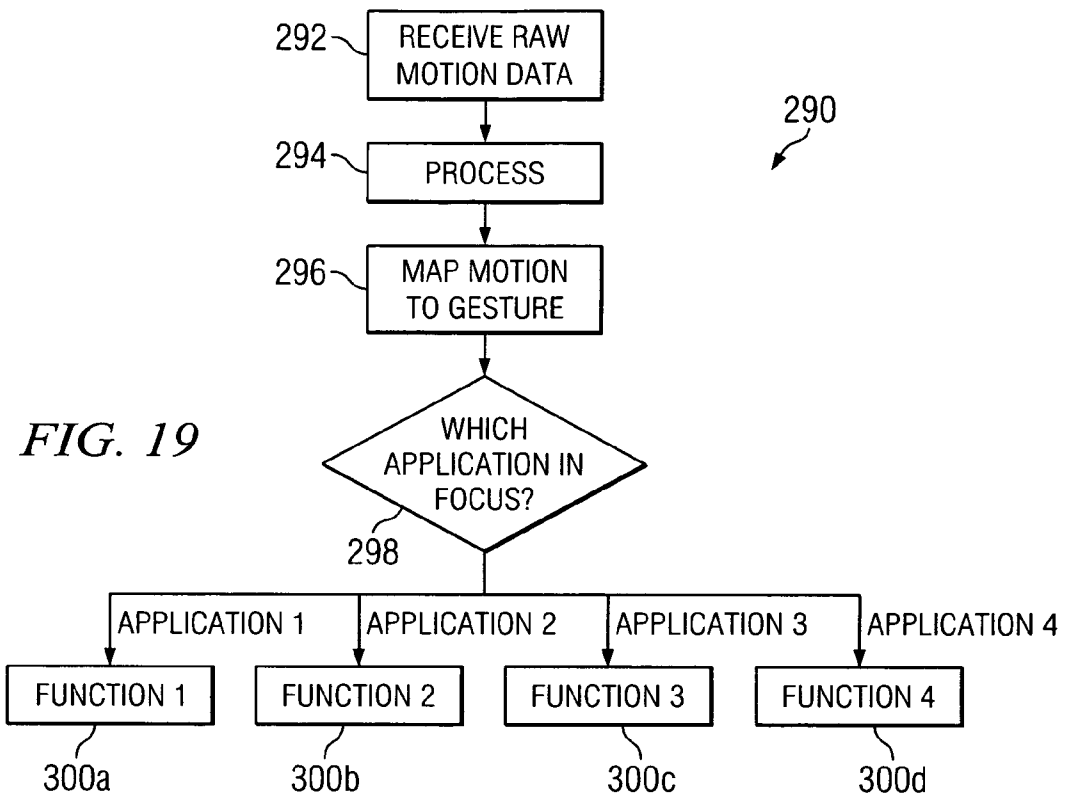 292
RECEIVE RAW
MOTION DATA
290
294
PROCESS
296
MAP MOTION
TO GESTURE
FIG. 19
WHICH
APPLICATION IN
FOCUS?
298
APPLICATION 1
APPLICATION 2
APPLICATION 3
APPLICATION 4
FUNCTION 1
FUNCTION 2
FUNCTION 3
FUNCTION 4
300a
300b
300c
300d